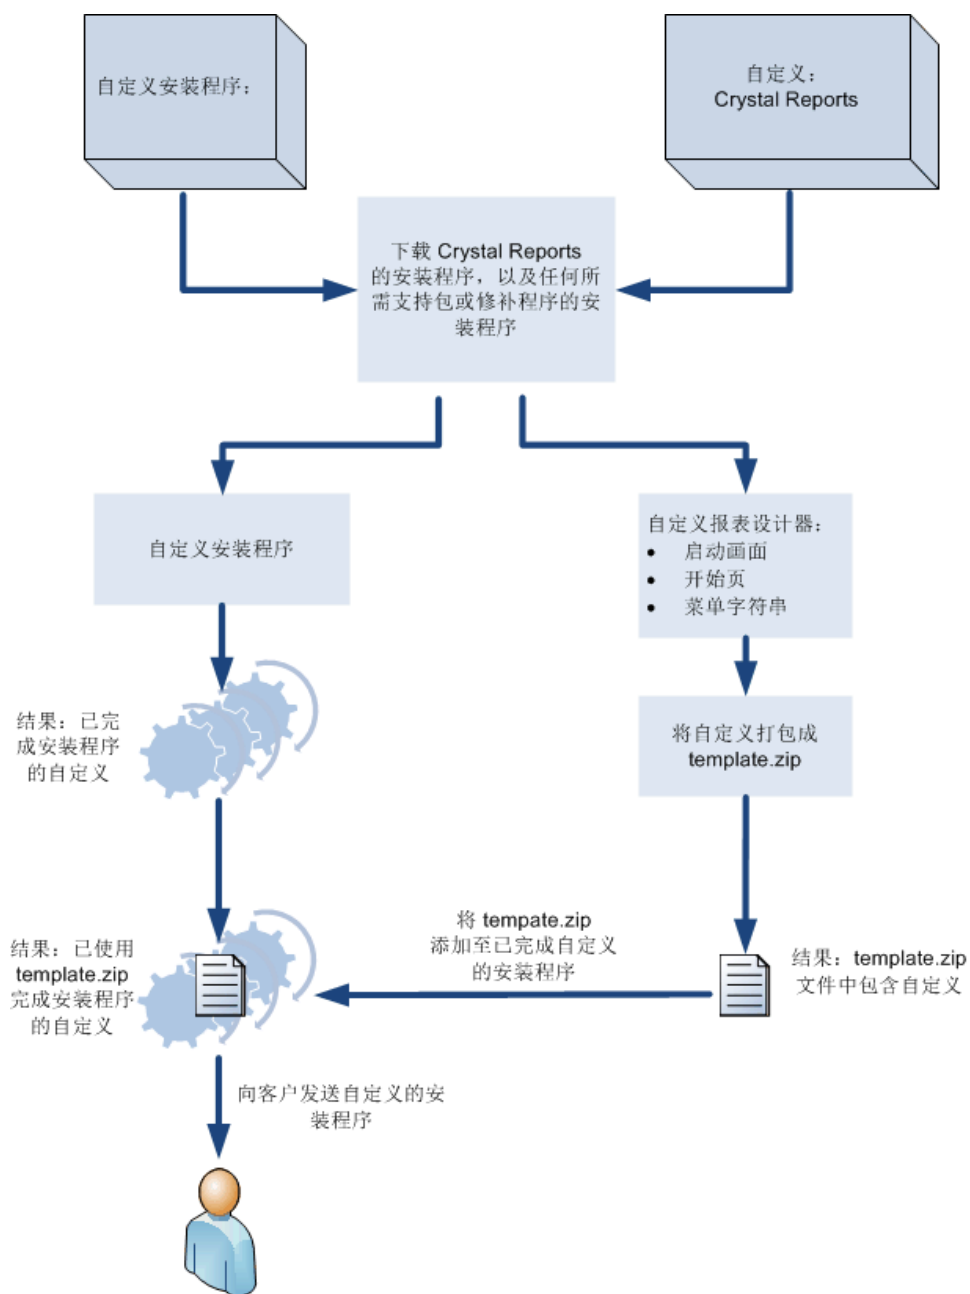 自定义安装程序：
自定义：
Crystal Reports
下载 Crystal Reports
的安装程序，以及任何所
需支持包或修补程序的安
装程序
自定义安装程序
自定义报表设计器：
• 启动画面
• 开始页
• 菜单字符串
结果：已完
成安装程序
的自定义
将自定义打包成
template.zip
结果：已使用
template.zip
完成安装程序
的自定义
将 tempate.zip
添加至已完成自定义
的安装程序
结果：template.zip
文件中包含自定义
向客户发送自定义的安
装程序